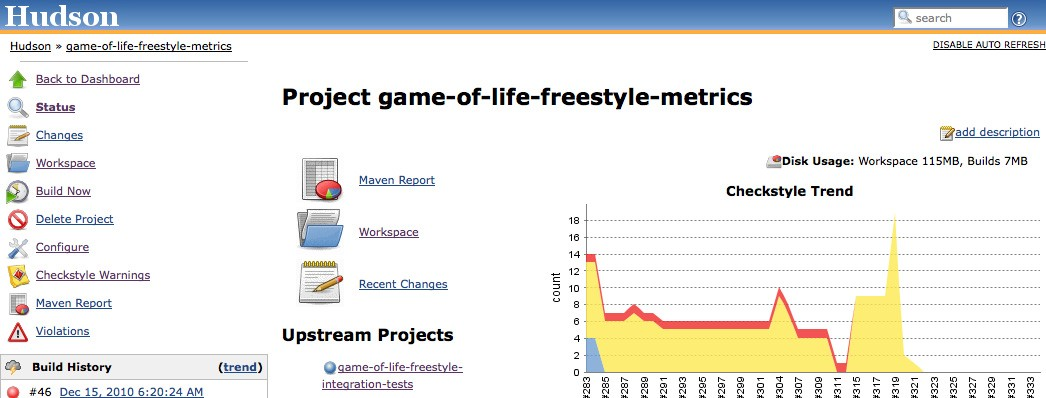 Hudson
search
?
Hudson » game-of-life-freestyle-metrics
DISABLE AUTO REFRESH
Back to Dashboard
Status
Changes
Workspace
Build Now
Delete Project
Configure
Checkstyle Warnings
Maven Report
Violations
Build History
(trend)
#46 Dec 15, 2010 6:20:24 AM
Project game-of-life-freestyle-metrics
add description
Disk Usage: Workspace 115MB, Builds 7MB
Maven Report
Workspace
Recent Changes
Upstream Projects
game-of-life-freestyle-
integration-tests
Checkstyle Trend
count
18
16
14
12
10
8
6
4
2
0
#283
#285
#287
#289
#291
#293
#295
#297
#299
#301
#304
#307
#309
#311
#315
#317
#319
#321
#323
#325
#327
#329
#331
#333